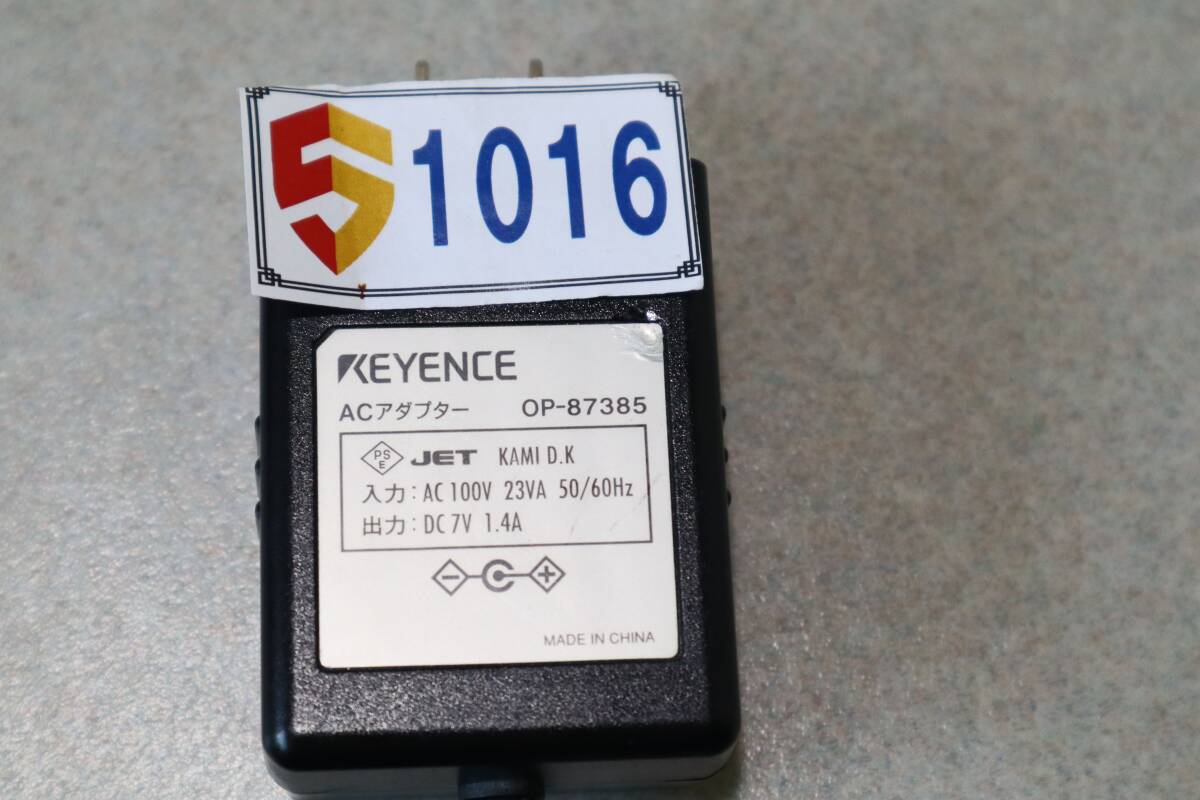 1016
KEYENCE
ACアダプター OP-87385
PS
E
JET KAMI D.K
入力：AC 100V 23VA 50/60Hz
出力：DC 7V 1.4A
MADE IN CHINA